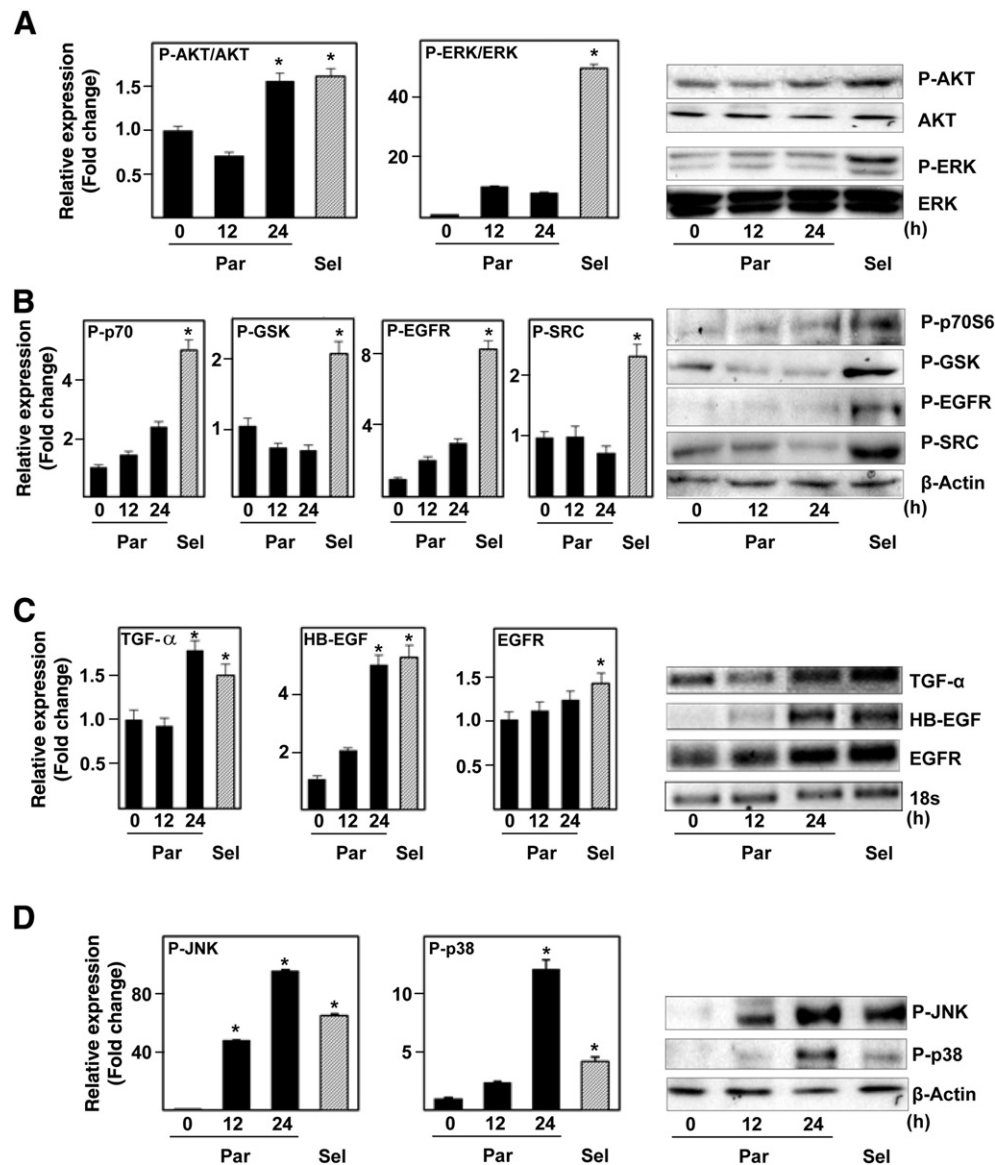 A
P-AKT/AKT
P-ERK/ERK
Relative expression
(Fold change)
1.5
1.0
0.5
40
20
*
*
*
0 12 24
Par Sel
0 12 24
Par Sel
P-AKT
AKT
P-ERK
ERK
0 12 24 (h)
Par Sel
B
P-p70
P-GSK
P-EGFR
P-SRC
Relative expression
(Fold change)
4
2
2
1
8
4
2
1
*
*
*
*
0 12 24
Par Sel
0 12 24
Par Sel
0 12 24
Par Sel
0 12 24
Par Sel
P-p70S6
P-GSK
P-EGFR
P-SRC
β-Actin
0 12 24 (h)
Par Sel
C
TGF-α
HB-EGF
EGFR
Relative expression
(Fold change)
1.5
1.0
0.5
4
2
1.5
1.0
0.5
*
*
*
*
*
0 12 24
Par Sel
0 12 24
Par Sel
0 12 24
Par Sel
TGF-α
HB-EGF
EGFR
18s
0 12 24 (h)
Par Sel
D
P-JNK
P-p38
Relative expression
(Fold change)
80
40
10
5
*
*
*
*
*
0 12 24
Par Sel
0 12 24
Par Sel
P-JNK
P-p38
β-Actin
0 12 24 (h)
Par Sel